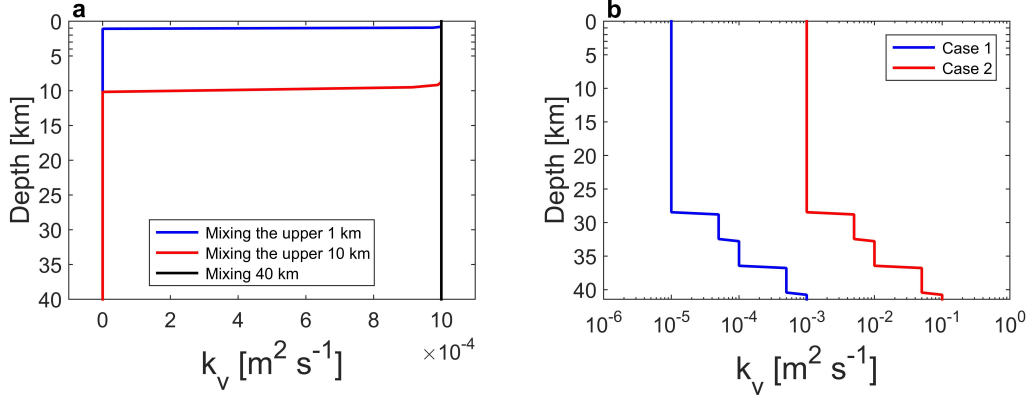 a
0
5
10
15
20
25
30
35
40
Depth [km]
Mixing the upper 1 km
Mixing the upper 10 km
Mixing 40 km
0 2 4 6 8 10
×10⁻⁴
kᵥ [m² s⁻¹]
b
0
5
10
15
20
25
30
35
40
Depth [km]
Case 1
Case 2
10⁻⁶ 10⁻⁵ 10⁻⁴ 10⁻³ 10⁻² 10⁻¹ 10⁰
kᵥ [m² s⁻¹]